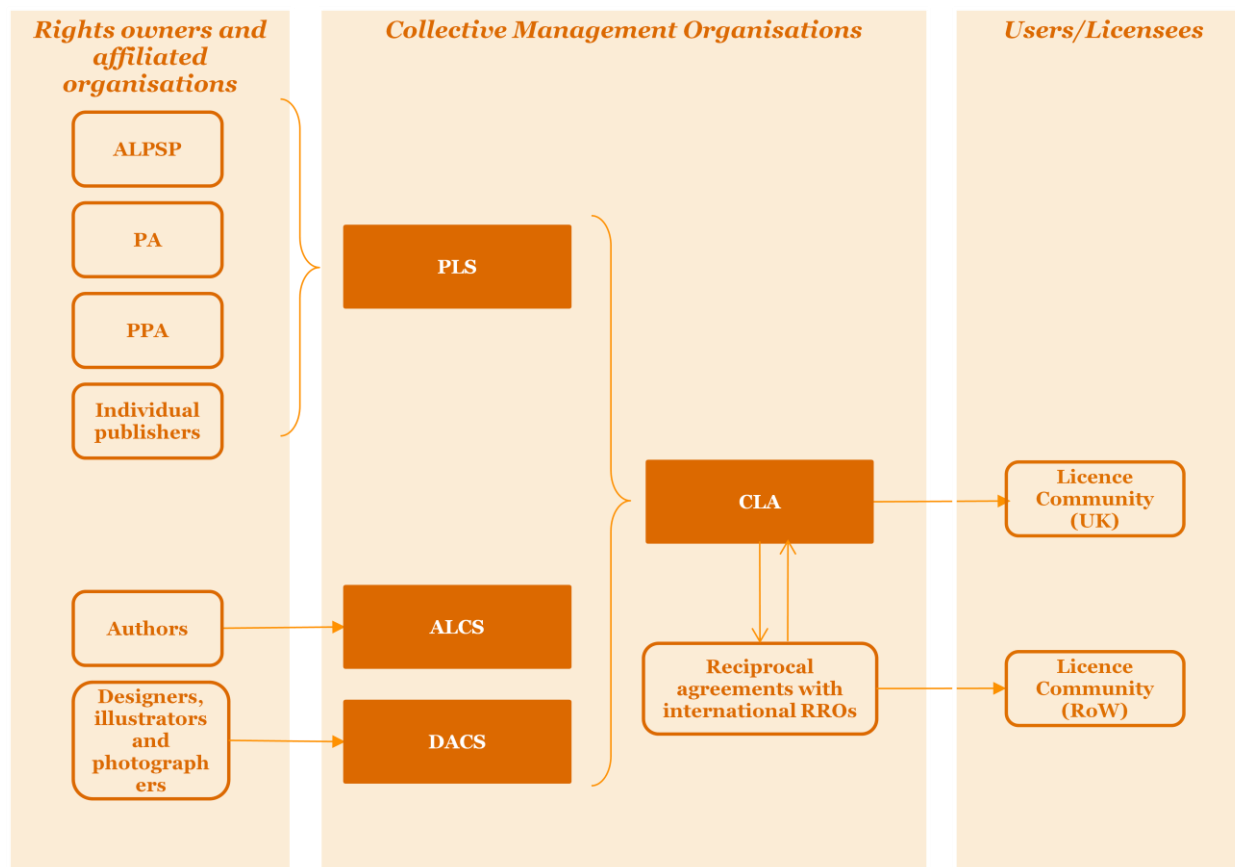 Rights owners and
affiliated
organisations
ALPSP
PA
PPA
Individual
publishers
Authors
Designers,
illustrators
and
photograph
ers
Collective Management Organisations
PLS
ALCS
DACS
CLA
Reciprocal
agreements with
international RROs
Users/Licensees
Licence
Community
(UK)
Licence
Community
(RoW)